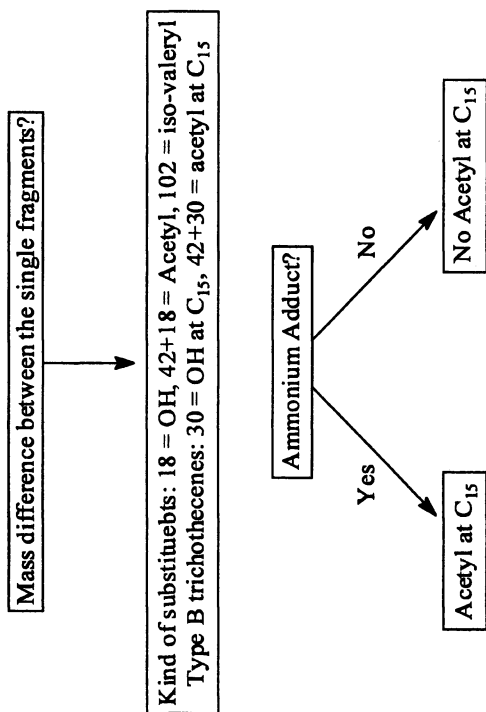 Mass difference between the single fragments?
Kind of substituebts: 18 = OH, 42+18 = Acetyl, 102 = iso-valeryl
Type B trichothecenes: 30 = OH at C15, 42+30 = acetyl at C15
Ammonium Adduct?
Yes
No
Acetyl at C15
No Acetyl at C15